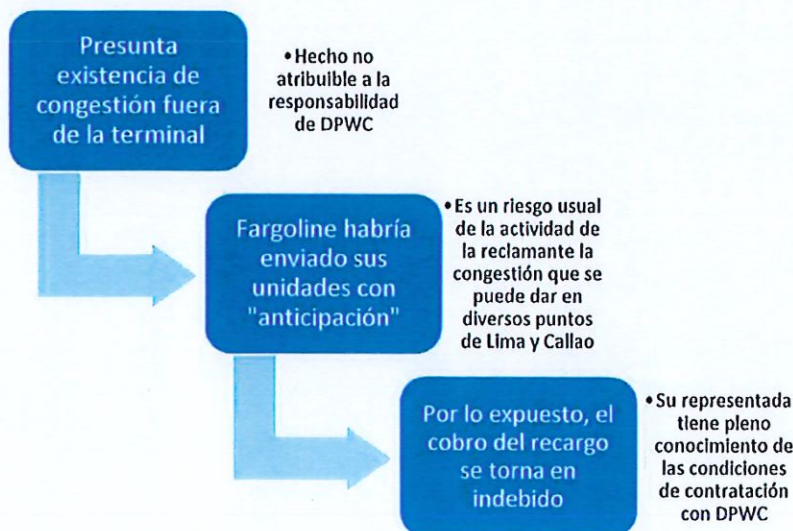 Presunta
existencia de
congestión fuera
de la terminal
• Hecho no
atribuible a la
responsabilidad
de DPWC
Fargoline habría
enviado sus
unidades con
"anticipación"
• Es un riesgo usual
de la actividad de
la reclamante la
congestión que se
puede dar en
diversos puntos
de Lima y Callao
Por lo expuesto, el
cobro del recargo
se torna en
indebido
• Su representada
tiene pleno
conocimiento de
las condiciones
de contratación
con DPWC